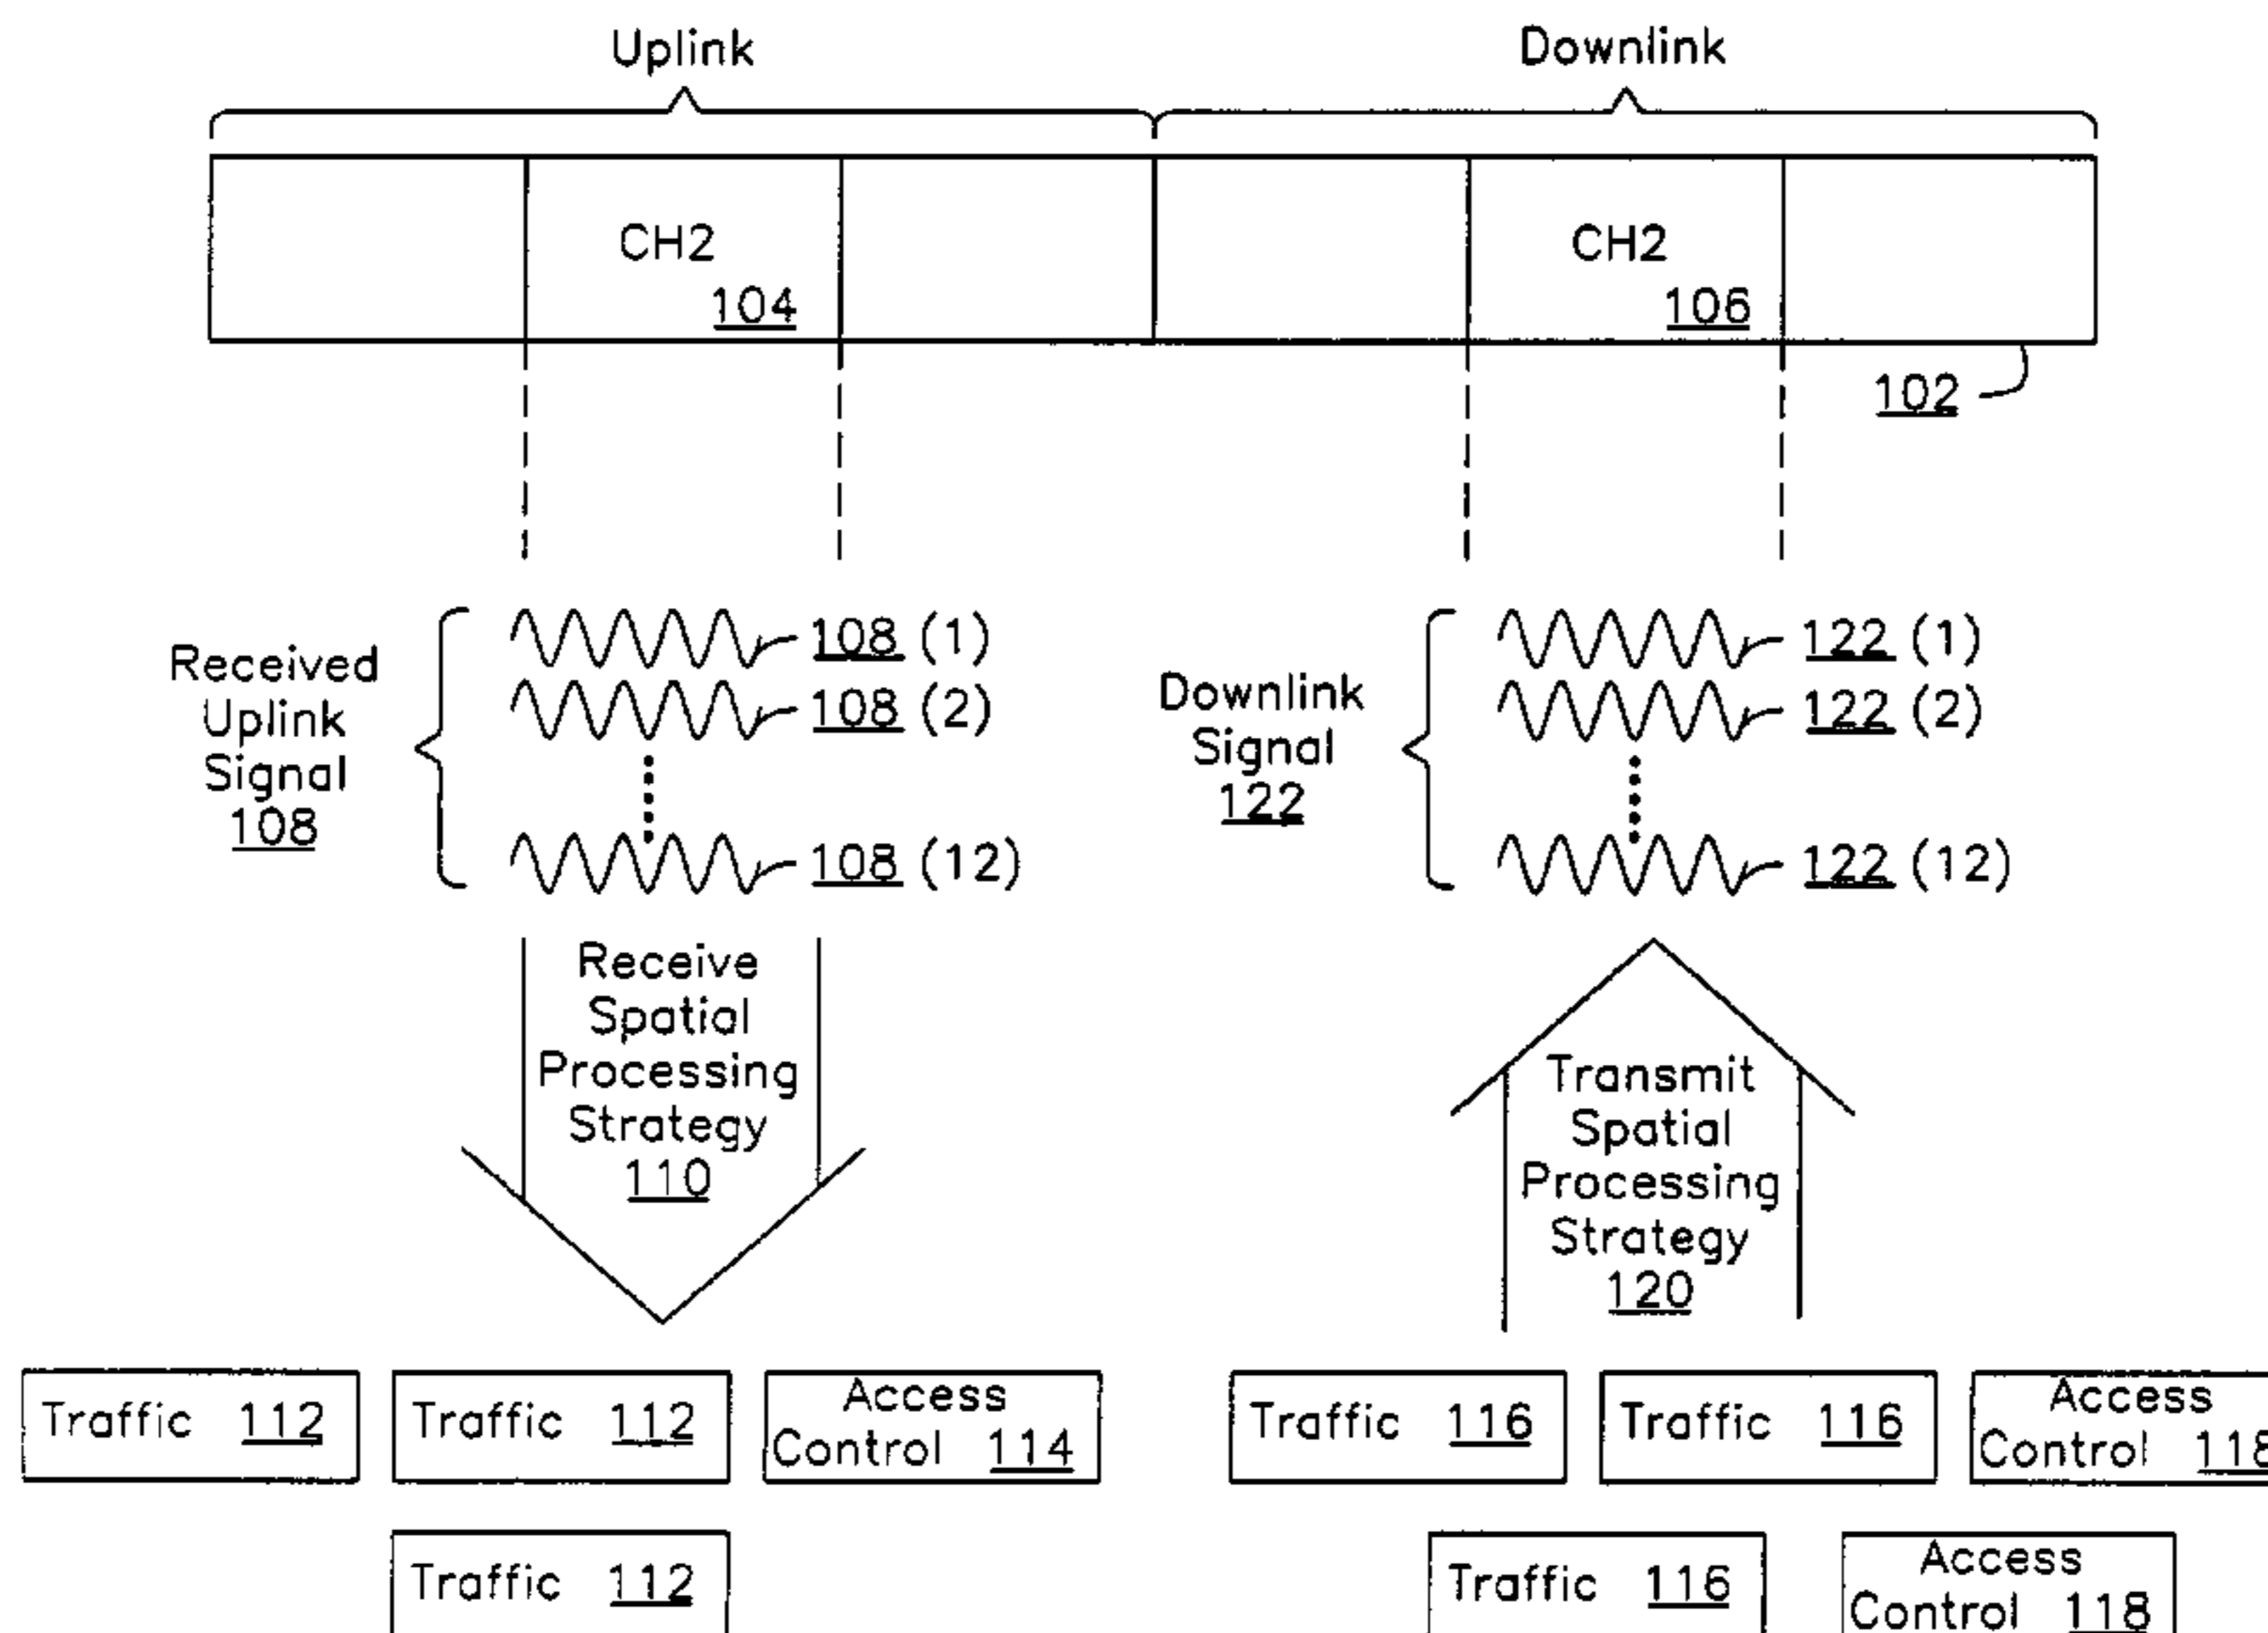 Uplink
Downlink
CH2
104
CH2
106
102
Received
Uplink
Signal
108
108 (1)
108 (2)
108 (12)
Downlink
Signal
122
122 (1)
122 (2)
122 (12)
Receive
Spatial
Processing
Strategy
110
Transmit
Spatial
Processing
Strategy
120
Traffic 112
Traffic 112
Access
Control 114
Traffic 116
Traffic 116
Access
Control 118
Traffic 112
Traffic 116
Access
Control 118